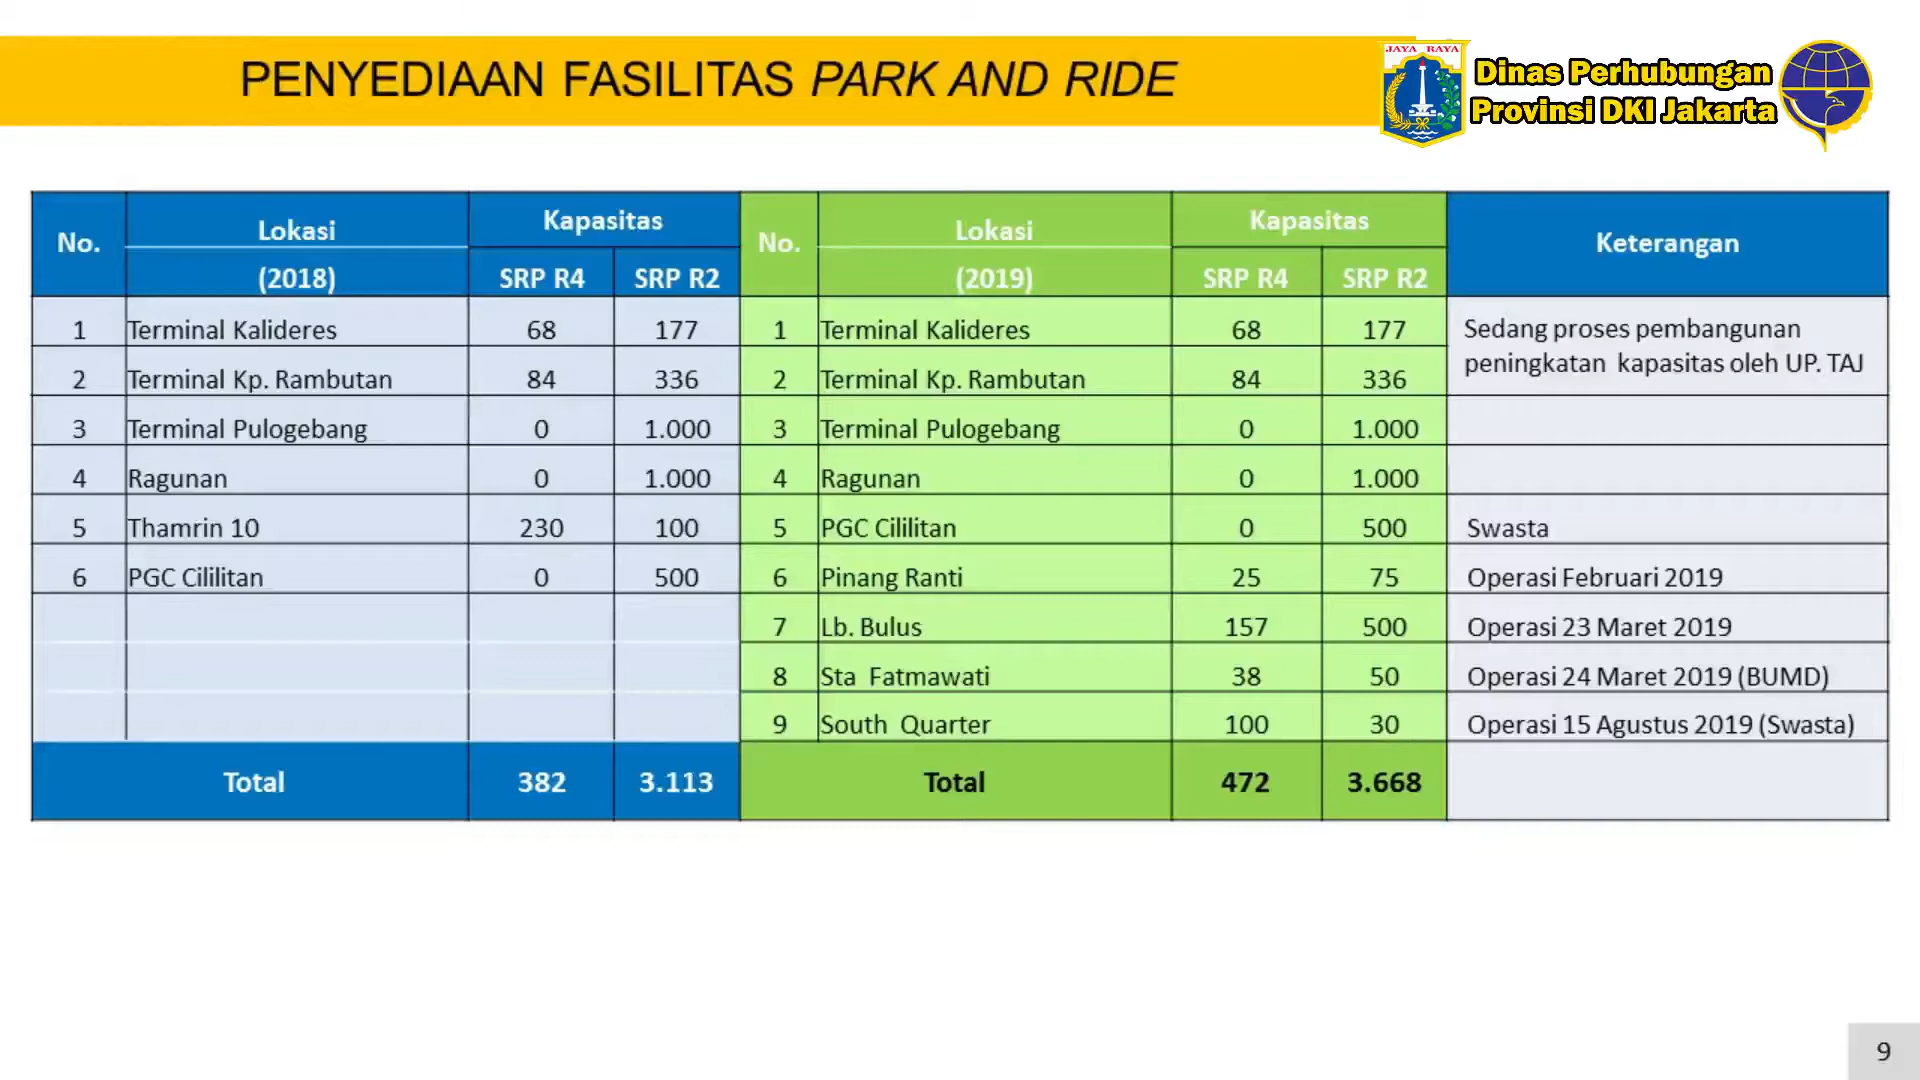 PENYEDIAAN FASILITAS PARK AND RIDE
JAYA RAYA
Dinas Perhubungan
Provinsi DKI Jakarta
No. Lokasi Kapasitas No. Lokasi Kapasitas Keterangan
(2018) SRP R4 SRP R2 (2019) SRP R4 SRP R2
1 Terminal Kalideres 68 177 1 Terminal Kalideres 68 177 Sedang proses pembangunan
peningkatan kapasitas oleh UP. TAJ
2 Terminal Kp. Rambutan 84 336 2 Terminal Kp. Rambutan 84 336
3 Terminal Pulogebang 0 1.000 3 Terminal Pulogebang 0 1.000
4 Ragunan 0 1.000 4 Ragunan 0 1.000
5 Thamrin 10 230 100 5 PGC Cililitan 0 500 Swasta
6 PGC Cililitan 0 500 6 Pinang Ranti 25 75 Operasi Februari 2019
7 Lb. Bulus 157 500 Operasi 23 Maret 2019
8 Sta Fatmawati 38 50 Operasi 24 Maret 2019 (BUMD)
9 South Quarter 100 30 Operasi 15 Agustus 2019 (Swasta)
Total 382 3.113 Total 472 3.668
9